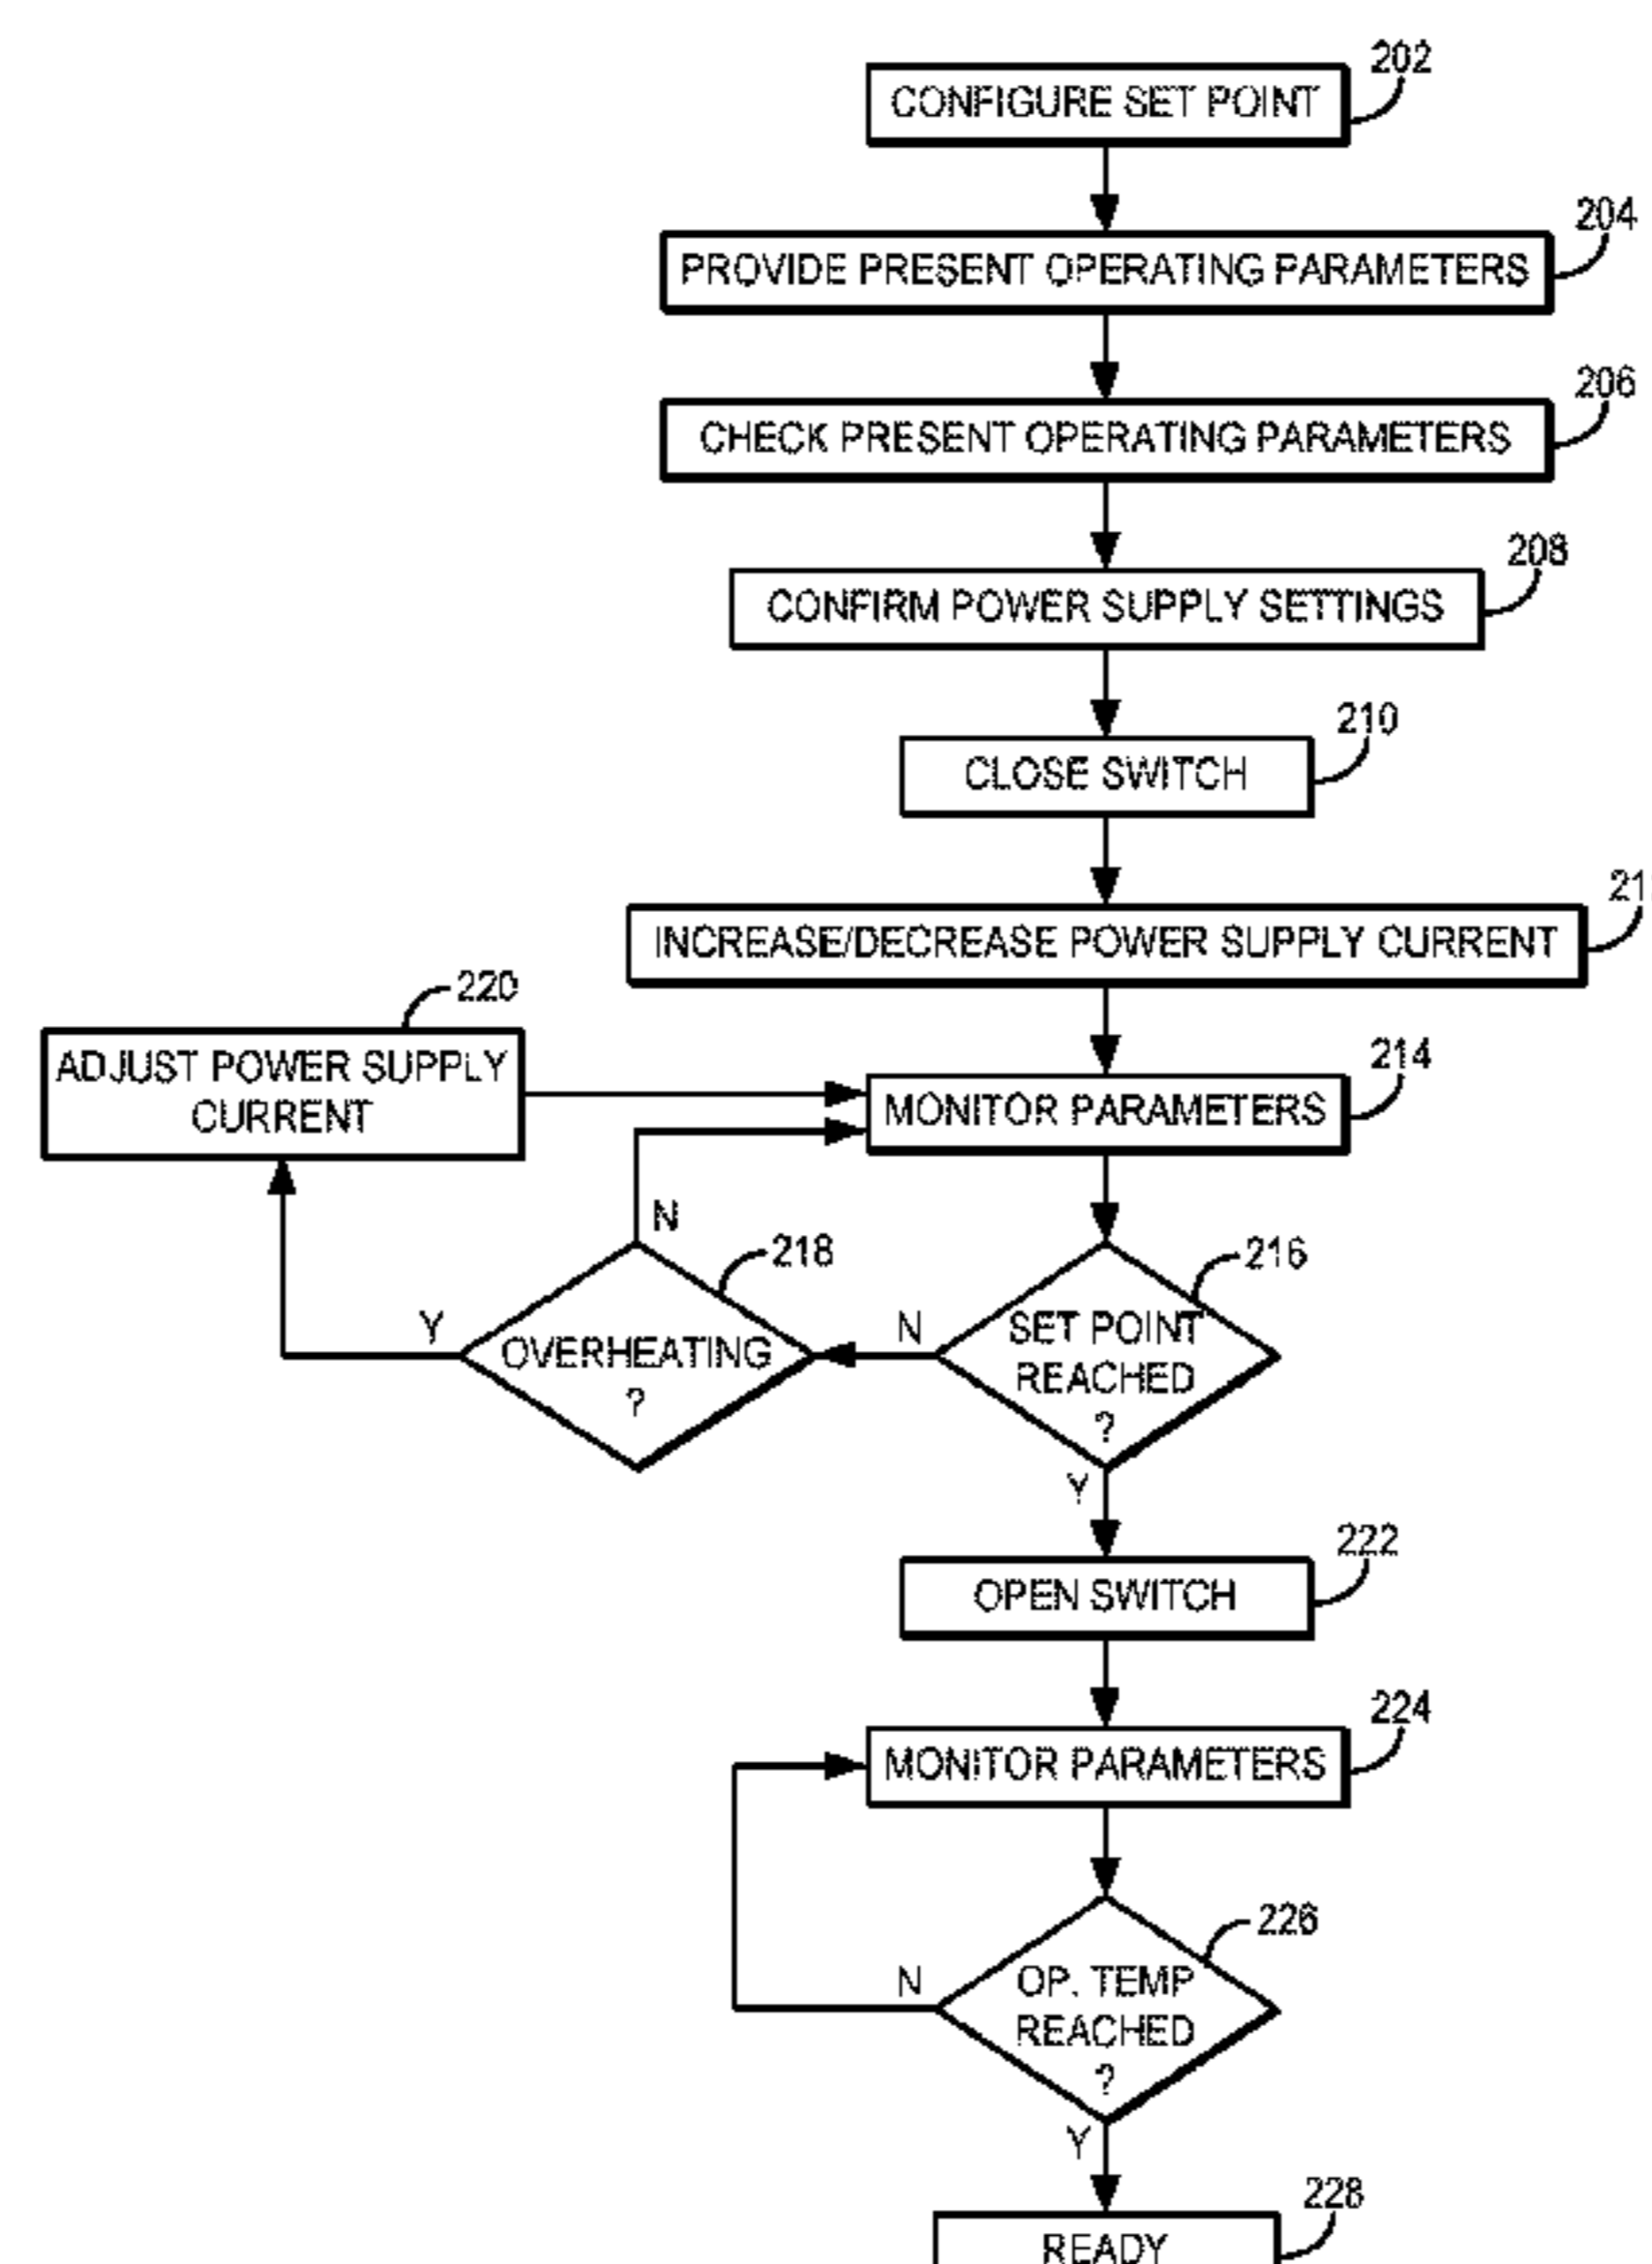 202
CONFIGURE SET POINT
204
PROVIDE PRESENT OPERATING PARAMETERS
206
CHECK PRESENT OPERATING PARAMETERS
208
CONFIRM POWER SUPPLY SETTINGS
210
CLOSE SWITCH
21
INCREASE/DECREASE POWER SUPPLY CURRENT
220
ADJUST POWER SUPPLY
CURRENT
214
MONITOR PARAMETERS
N
218
216
Y
OVERHEATING
?
N
SET POINT
REACHED
?
Y
222
OPEN SWITCH
224
MONITOR PARAMETERS
226
N
OP. TEMP
REACHED
?
Y
228
READY